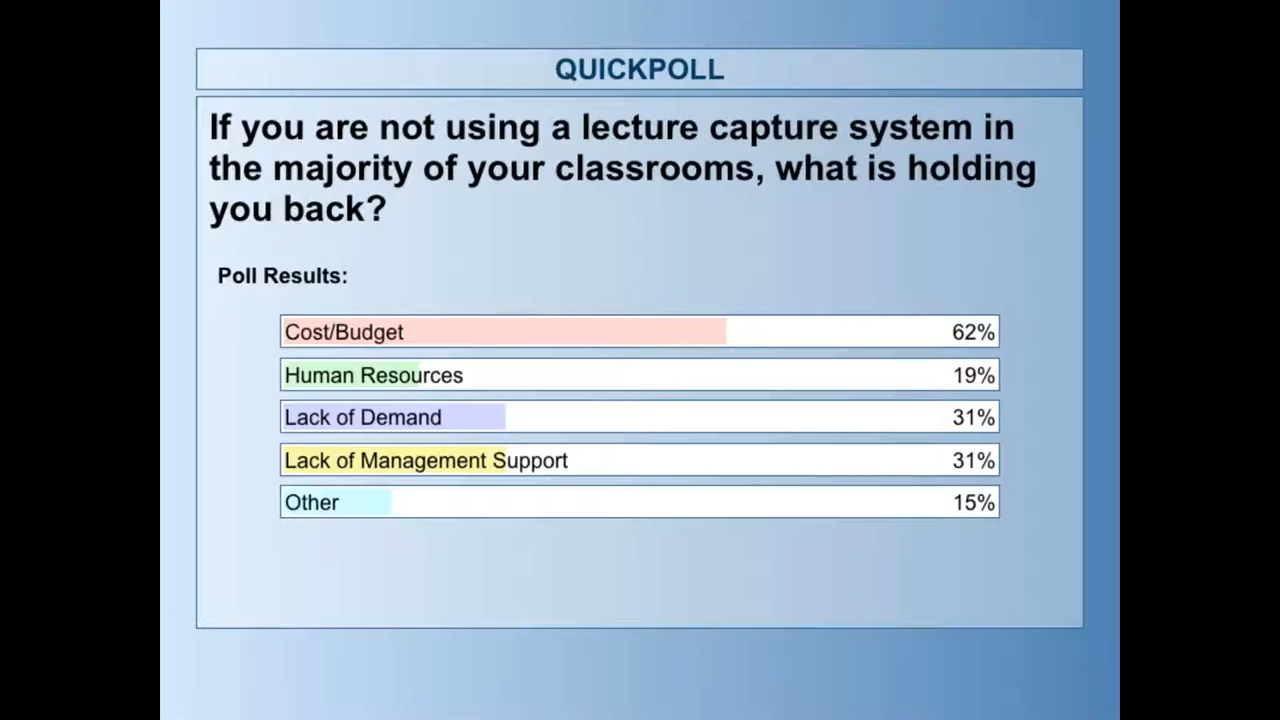 QUICKPOLL
If you are not using a lecture capture system in
the majority of your classrooms, what is holding
you back?
Poll Results:
Cost/Budget 62%
Human Resources 19%
Lack of Demand 31%
Lack of Management Support 31%
Other 15%